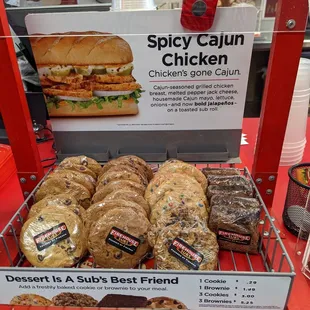 Spicy Cajun
Chicken
Chicken's gone Cajun.
Cajun-seasoned grilled chicken
breast, melted pepper jack cheese,
housemade Cajun mayo, lettuce,
onions-and now bold jalapeños-
on a toasted sub roll
Dessert Is A Sub's Best Friend
Add a freshly baked cookie or brownie to your meal.
1 Cookie
1 Brownie
3 Cookies
3 Brownies